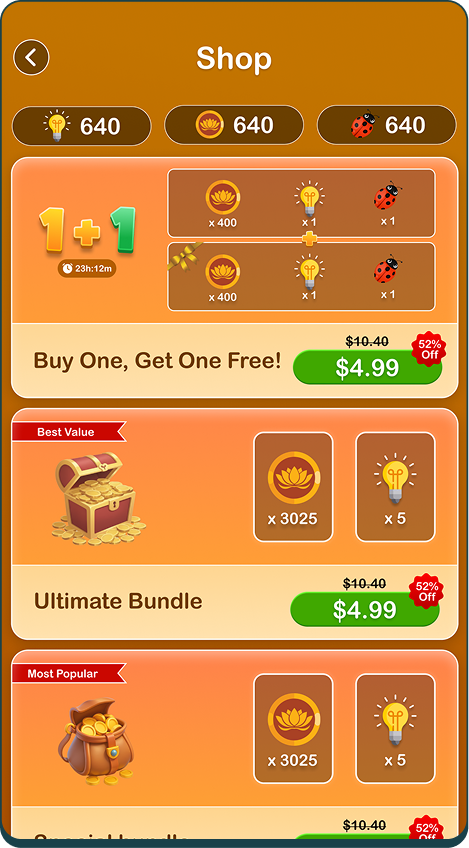 Shop
640
640
640
1+1
23h:12m
x 400
x 1
x 1
x 400
x 1
x 1
Buy One, Get One Free!
$10.40
$4.99
52%
Off
Best Value
x 3025
x 5
Ultimate Bundle
$10.40
$4.99
52%
Off
Most Popular
x 3025
x 5
$10.40
52%
Off